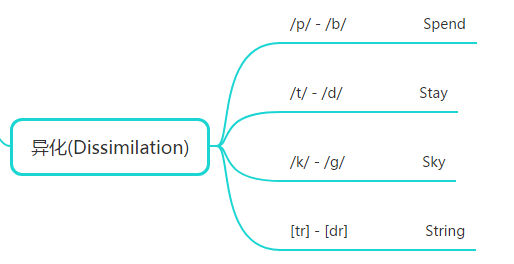 异化(Dissimilation)
/p/ - /b/ Spend
/t/ - /d/ Stay
/k/ - /g/ Sky
[tr] - [dr] String